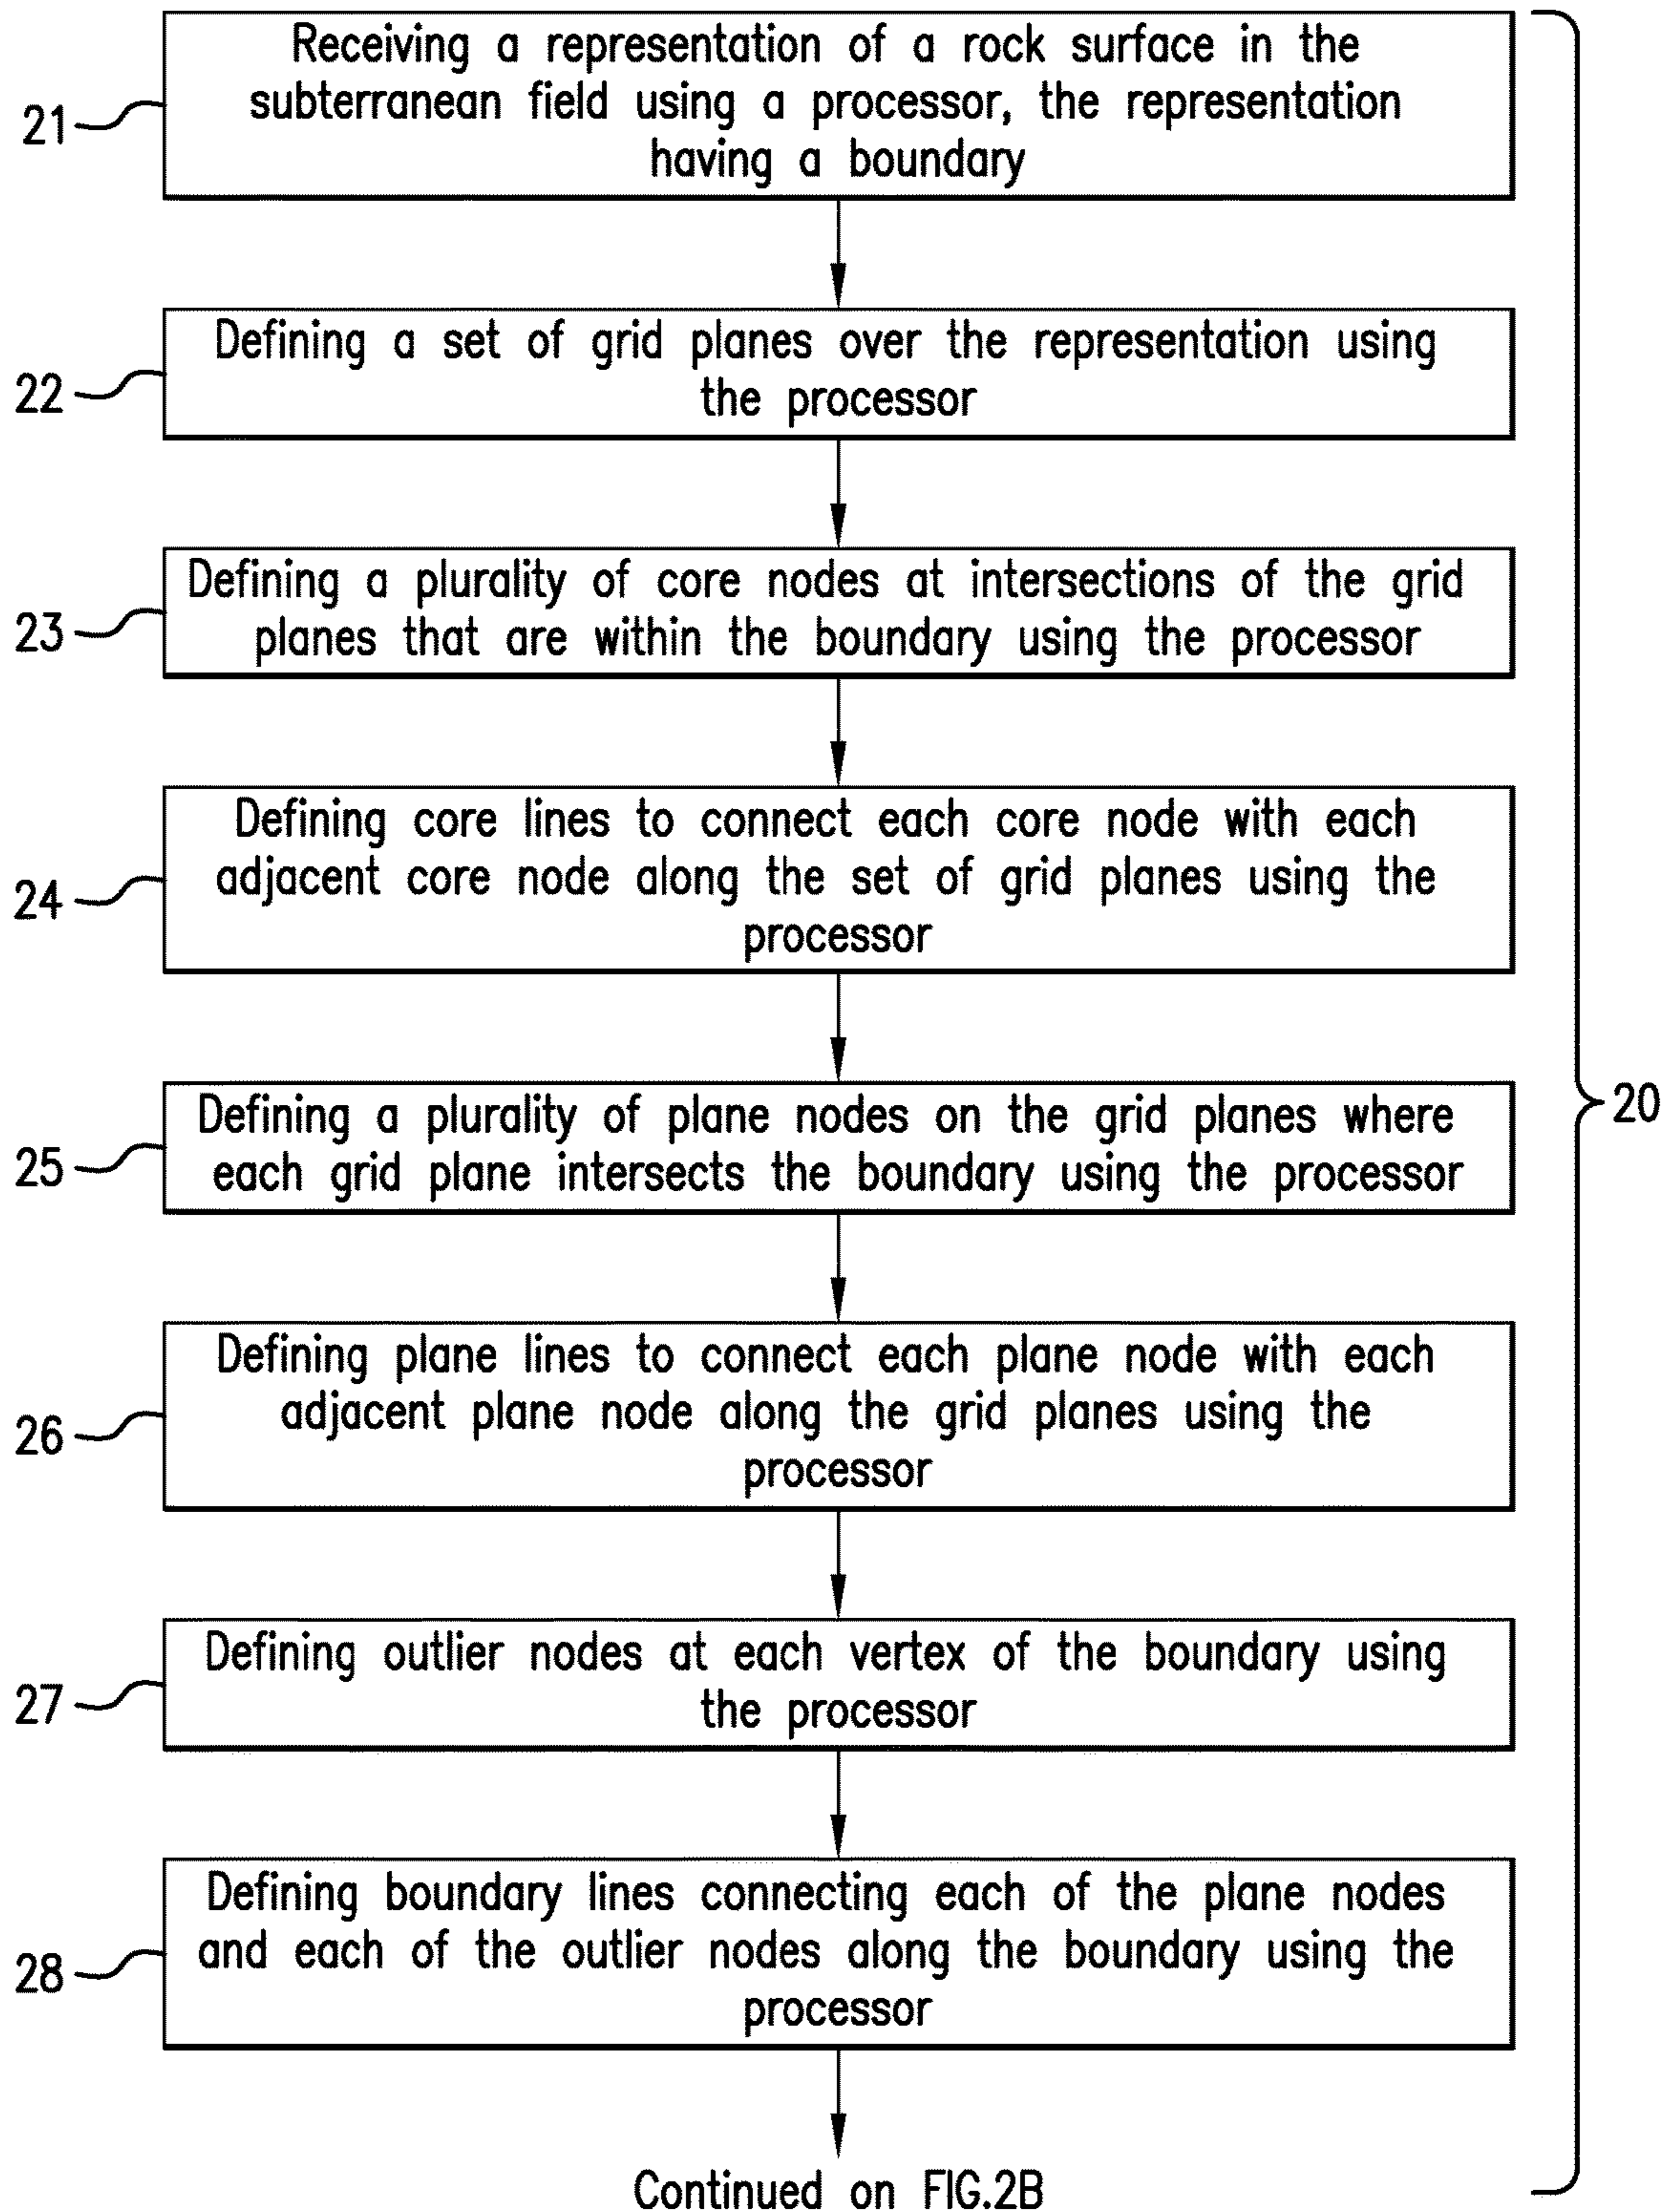 Receiving a representation of a rock surface in the
subterranean field using a processor, the representation
having a boundary
21
Defining a set of grid planes over the representation using
the processor
22
Defining a plurality of core nodes at intersections of the grid
planes that are within the boundary using the processor
23
Defining core lines to connect each core node with each
adjacent core node along the set of grid planes using the
processor
24
Defining a plurality of plane nodes on the grid planes where
each grid plane intersects the boundary using the processor
25
20
Defining plane lines to connect each plane node with each
adjacent plane node along the grid planes using the
processor
26
Defining outlier nodes at each vertex of the boundary using
the processor
27
Defining boundary lines connecting each of the plane nodes
and each of the outlier nodes along the boundary using the
processor
28
Continued on FIG.2B